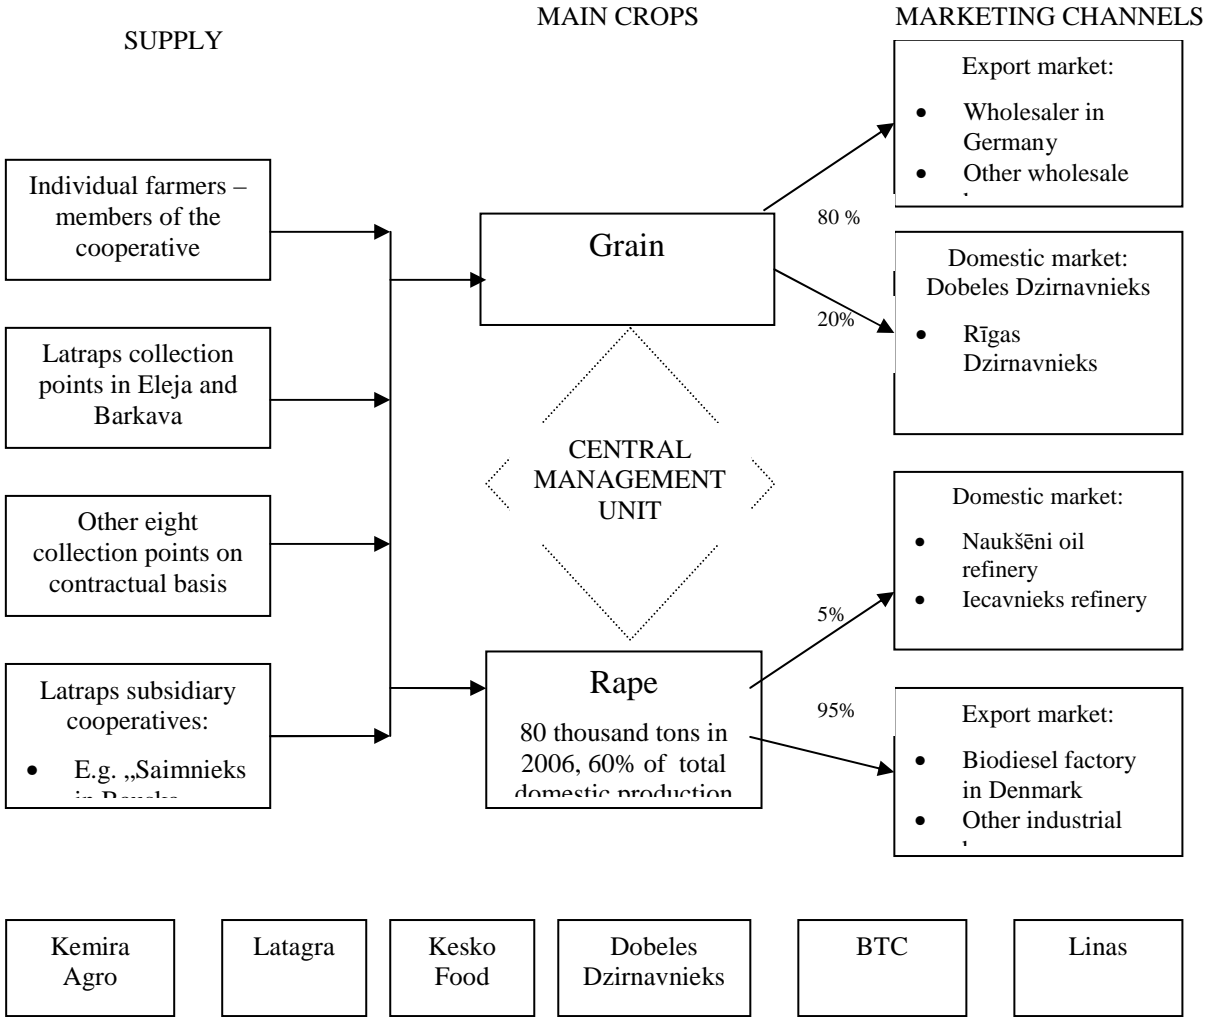 SUPPLY
MAIN CROPS
MARKETING CHANNELS
Individual farmers –
members of the
cooperative
Latraps collection
points in Eleja and
Barkava
Other eight
collection points on
contractual basis
Latraps subsidiary
cooperatives:
• E.g. „Saimnieks
in Bauska
Grain
CENTRAL
MANAGEMENT
UNIT
Rape
80 thousand tons in
2006, 60% of total
domestic production
80 %
20%
5%
95%
Export market:
• Wholesaler in
Germany
• Other wholesale
Domestic market:
Dobeles Dzirnavnieks
• Rīgas
Dzirnavnieks
Domestic market:
• Naukšēni oil
refinery
• Iecavnieks refinery
Export market:
• Biodiesel factory
in Denmark
• Other industrial
Kemira
Agro
Latagra
Kesko
Food
Dobeles
Dzirnavnieks
BTC
Linas